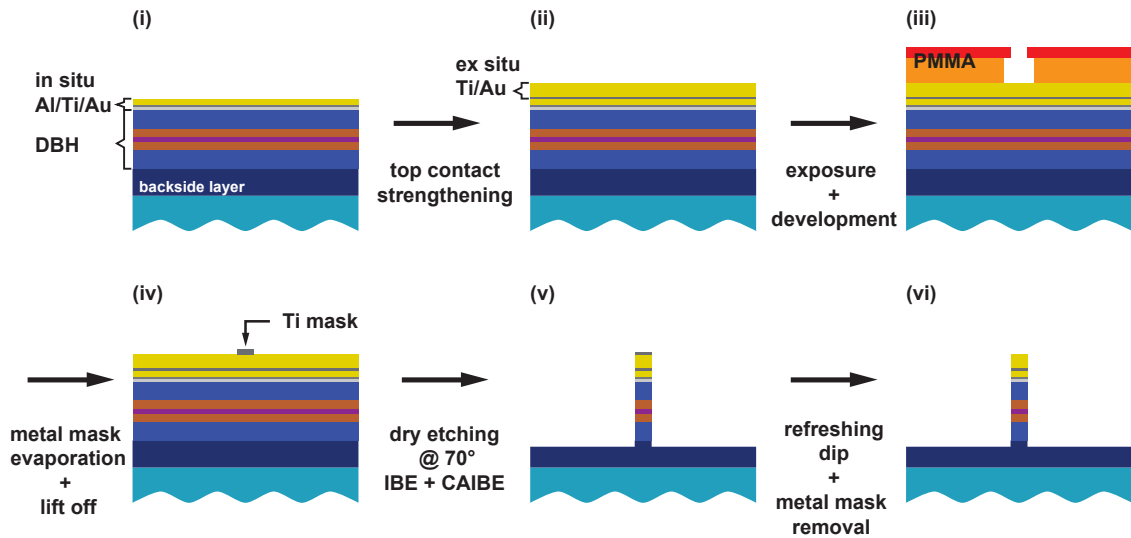 (i)
in situ
Al/Ti/Au
DBH
backside layer
top contact
strengthening
(ii)
ex situ
Ti/Au
exposure
+
development
(iii)
PMMA
metal mask
evaporation
+
lift off
(iv)
Ti mask
dry etching
@ 70°
IBE + CAIBE
(v)
refreshing
dip
+
metal mask
removal
(vi)